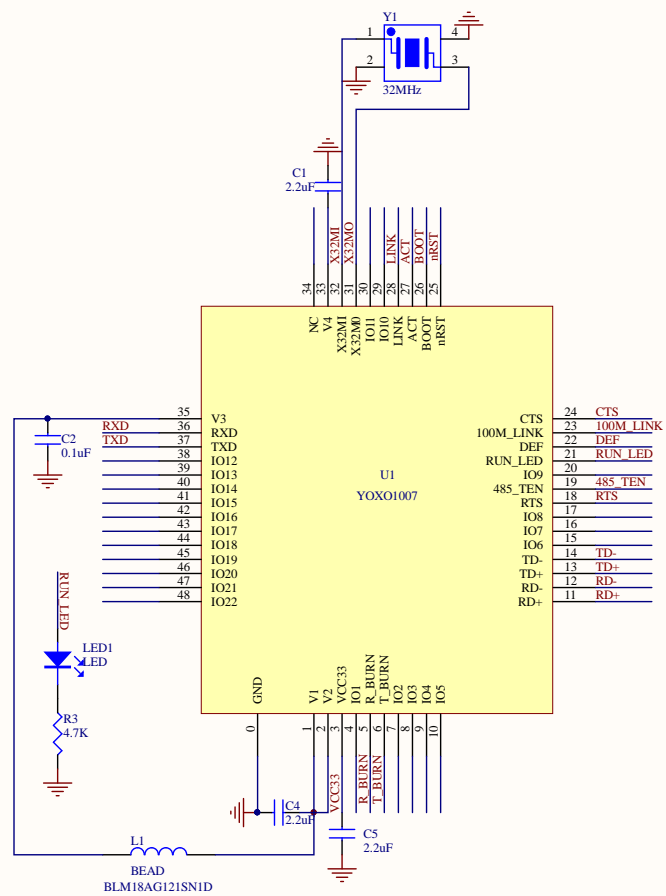 Y1
1
4
2
3
32MHz
C1
2.2uF
X32MI
X32MO
LINK
ACT
BOOT
nRST
34
33
32
31
30
29
28
27
26
25
NC
V4
X32MI
X32M0
IO11
IO10
LINK
ACT
BOOT
nRST
35 V3
RXD 36 RXD
TXD 37 TXD
38 IO12
39 IO13
40 IO14
41 IO15
42 IO16
43 IO17
44 IO18
45 IO19
46 IO20
47 IO21
48 IO22
C2
0.1uF
U1
YOXO1007
CTS 24 CTS
100M_LINK 23 100M_LINK
DEF 22 DEF
RUN_LED 21 RUN_LED
IO9 20
485_TEN 19 485_TEN
RTS 18 RTS
IO8 17
IO7 16
IO6 15
TD- 14 TD-
TD+ 13 TD+
RD- 12 RD-
RD+ 11 RD+
RUN_LED
LED1
LED
R3
4.7K
GND
V1
V2
VCC33
IO1
R_BURN
T_BURN
IO2
IO3
IO4
IO5
0
1
2
3
4
5
6
7
8
9
10
VCC33
R_BURN
T_BURN
C4
2.2uF
C5
2.2uF
L1
BEAD
BLM18AG121SN1D